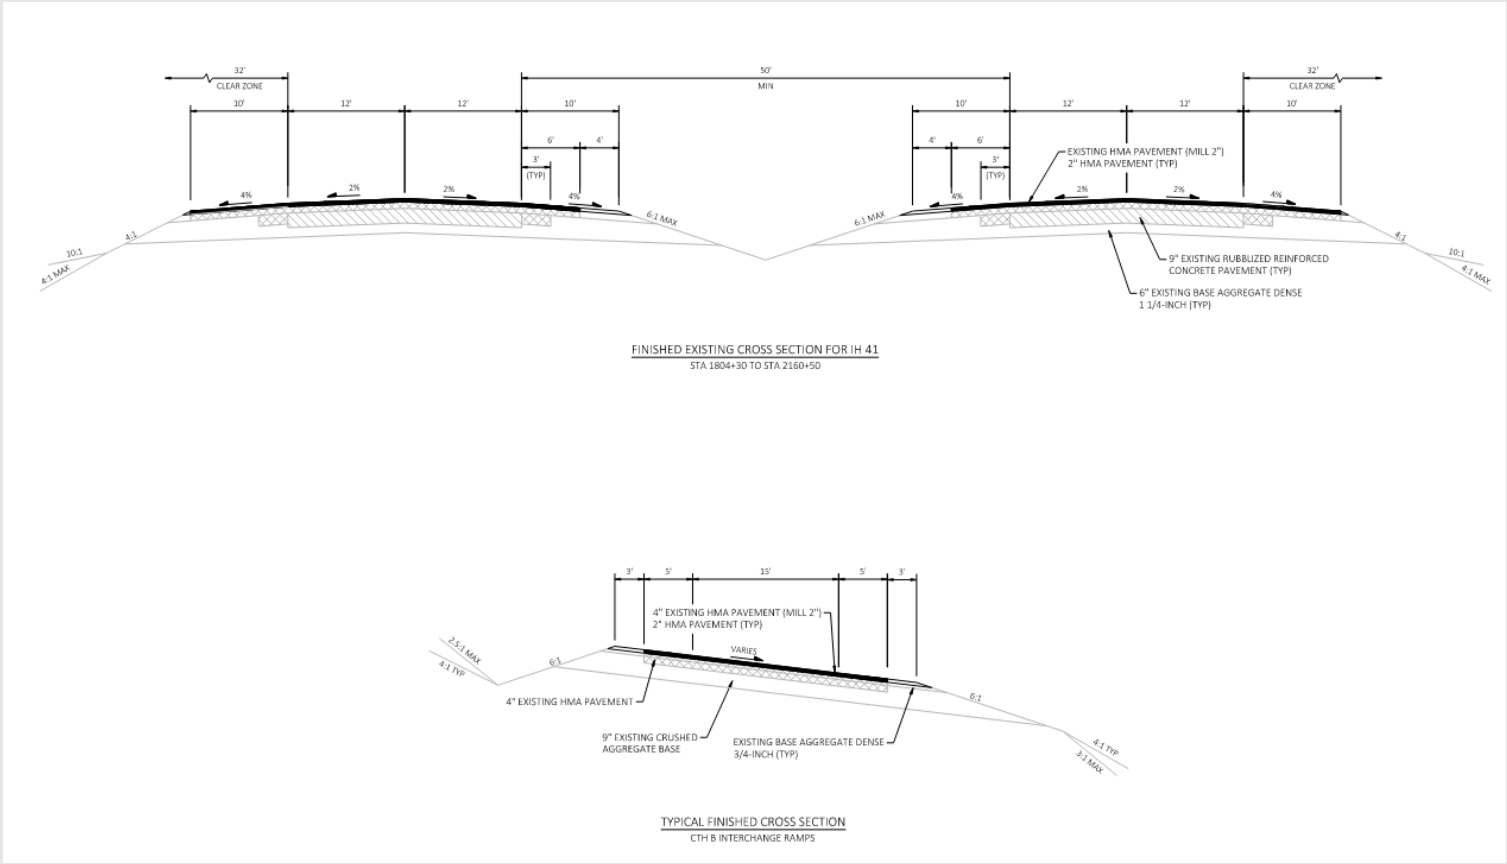 32'
CLEAR ZONE
50'
MIN
32'
CLEAR ZONE
10'
12'
12'
10'
10'
12'
12'
10'
6'
4'
4'
6'
3'
(TYP)
3'
(TYP)
EXISTING HMA PAVEMENT (MILL 2")
2" HMA PAVEMENT (TYP)
4%
2%
2%
4%
4%
2%
2%
4%
6:1 MAX
6:1 MAX
4:1
10:1
4:1 MAX
4:1
10:1
4:1 MAX
9" EXISTING RUBBLIZED REINFORCED
CONCRETE PAVEMENT (TYP)
6" EXISTING BASE AGGREGATE DENSE
1 1/4-INCH (TYP)
FINISHED EXISTING CROSS SECTION FOR IH 41
STA 1804+30 TO STA 2160+50
3'
5'
15'
5'
3'
4" EXISTING HMA PAVEMENT (MILL 2")
2" HMA PAVEMENT (TYP)
VARIES
2.5:1 MAX
4:1 TYP
6:1
6:1
4" EXISTING HMA PAVEMENT
9" EXISTING CRUSHED
AGGREGATE BASE
EXISTING BASE AGGREGATE DENSE
3/4-INCH (TYP)
4:1 TYP
3:1 MAX
TYPICAL FINISHED CROSS SECTION
CTH B INTERCHANGE RAMPS